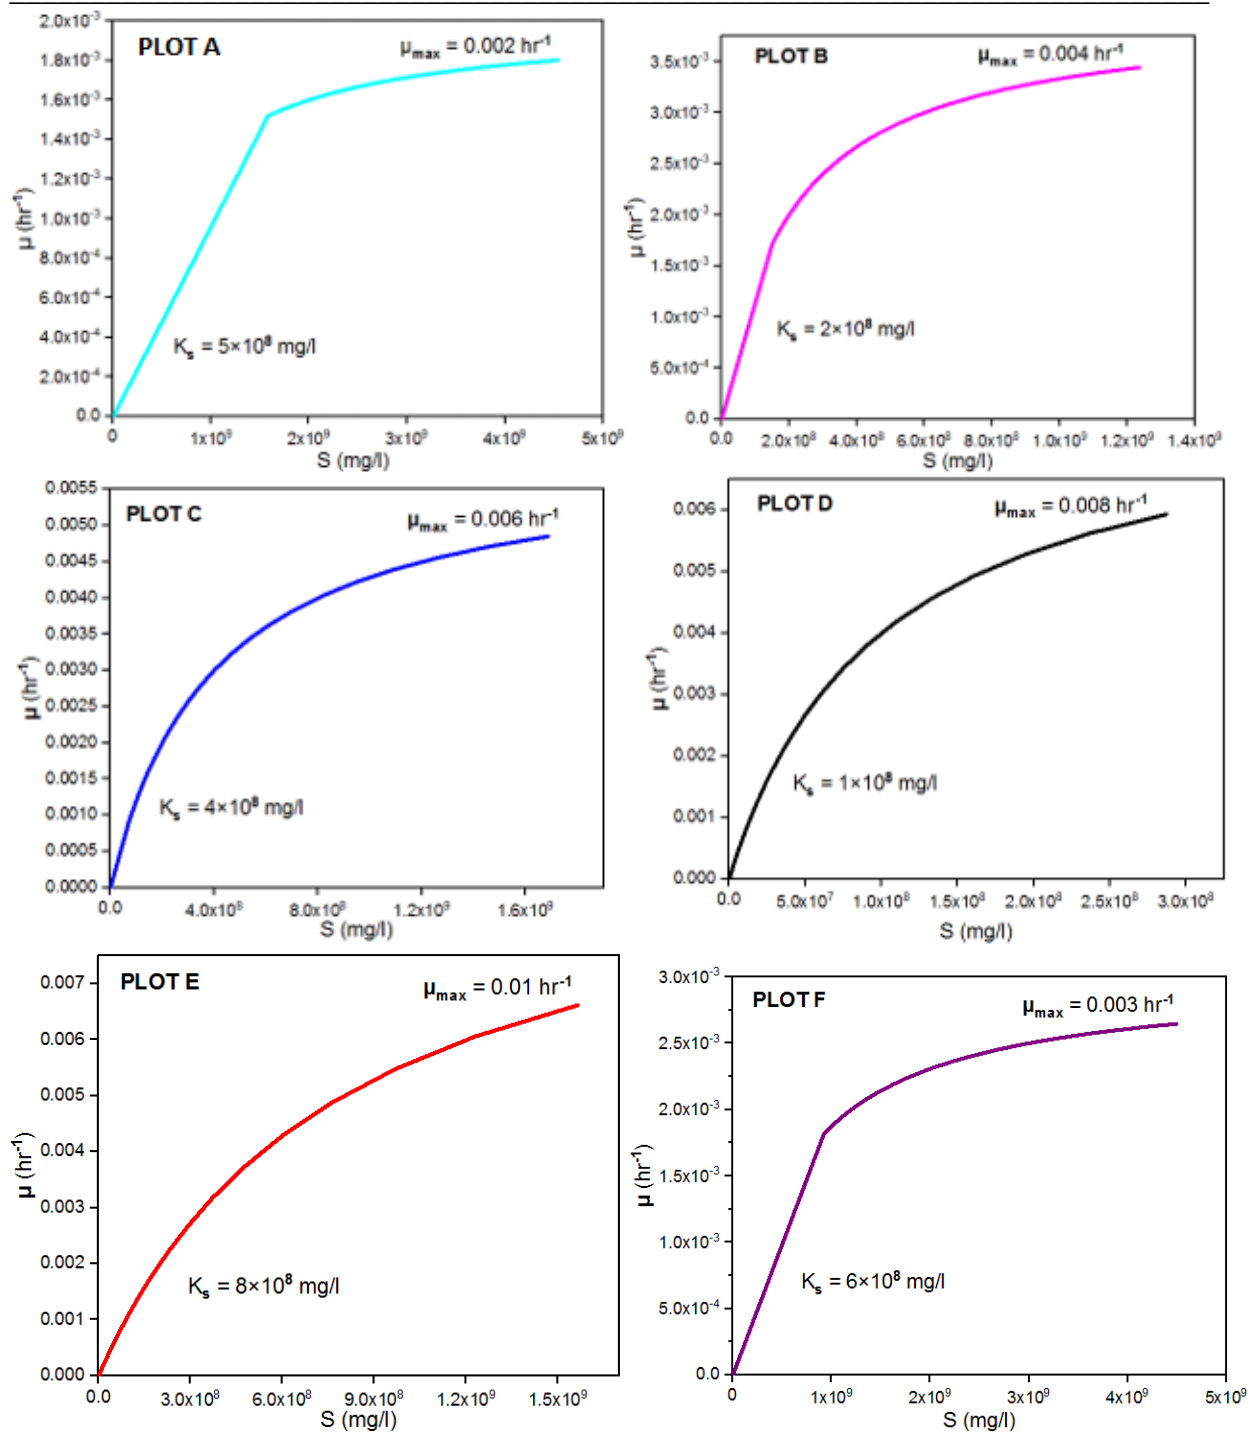 PLOT A
μmax = 0.002 hr⁻¹
2.0x10⁻³
1.8x10⁻³
1.6x10⁻³
1.4x10⁻³
1.2x10⁻³
1.0x10⁻³
8.0x10⁻⁴
6.0x10⁻⁴
4.0x10⁻⁴
2.0x10⁻⁴
0.0
μ (hr⁻¹)
Ks = 5×10⁸ mg/l
0 1x10⁹ 2x10⁹ 3x10⁹ 4x10⁹ 5x10⁹
S (mg/l)
PLOT B
μmax = 0.004 hr⁻¹
3.5x10⁻³
3.0x10⁻³
2.5x10⁻³
2.0x10⁻³
1.5x10⁻³
1.0x10⁻³
5.0x10⁻⁴
0.0
μ (hr⁻¹)
Ks = 2×10⁸ mg/l
0.0 2.0x10⁸ 4.0x10⁸ 6.0x10⁸ 8.0x10⁸ 1.0x10⁹ 1.2x10⁹ 1.4x10⁹
S (mg/l)
PLOT C
μmax = 0.006 hr⁻¹
0.0055
0.0050
0.0045
0.0040
0.0035
0.0030
0.0025
0.0020
0.0015
0.0010
0.0005
0.0000
μ (hr⁻¹)
Ks = 4×10⁸ mg/l
0.0 4.0x10⁸ 8.0x10⁸ 1.2x10⁹ 1.6x10⁹
S (mg/l)
PLOT D
μmax = 0.008 hr⁻¹
0.006
0.005
0.004
0.003
0.002
0.001
0.000
μ (hr⁻¹)
Ks = 1×10⁸ mg/l
0.0 5.0x10⁷ 1.0x10⁸ 1.5x10⁸ 2.0x10⁸ 2.5x10⁸ 3.0x10⁸
S (mg/l)
PLOT E
μmax = 0.01 hr⁻¹
0.007
0.006
0.005
0.004
0.003
0.002
0.001
0.000
μ (hr⁻¹)
Ks = 8×10⁸ mg/l
0.0 3.0x10⁸ 6.0x10⁸ 9.0x10⁸ 1.2x10⁹ 1.5x10⁹
S (mg/l)
PLOT F
μmax = 0.003 hr⁻¹
3.0x10⁻³
2.5x10⁻³
2.0x10⁻³
1.5x10⁻³
1.0x10⁻³
5.0x10⁻⁴
0.0
μ (hr⁻¹)
Ks = 6×10⁸ mg/l
0 1x10⁹ 2x10⁹ 3x10⁹ 4x10⁹ 5x10⁹
S (mg/l)